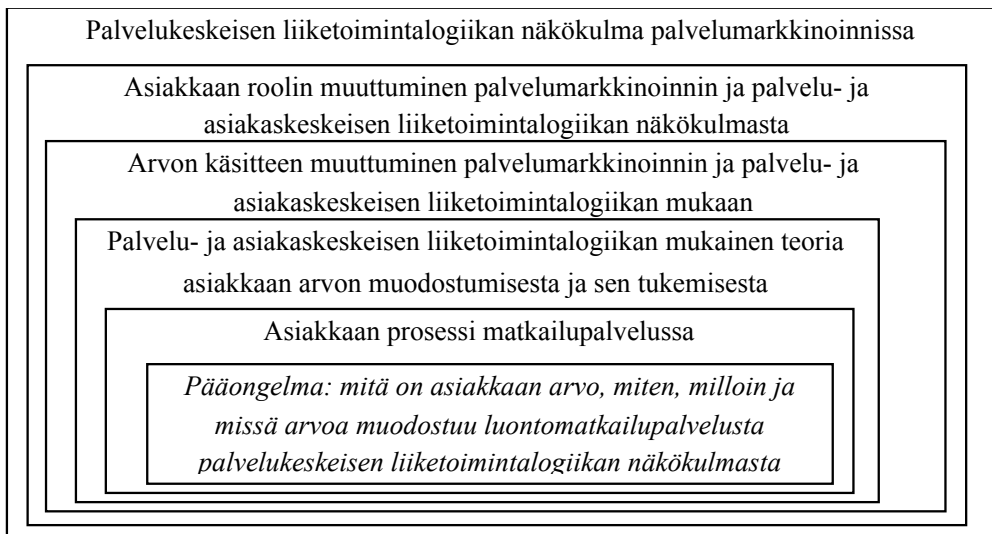 Palvelukeskeisen liiketoimintalogiikan näkökulma palvelumarkkinoinnissa
Asiakkaan roolin muuttuminen palvelumarkkinoinnin ja palvelu- ja
asiakaskeskeisen liiketoimintalogiikan näkökulmasta
Arvon käsitteen muuttuminen palvelumarkkinoinnin ja palvelu- ja
asiakaskeskeisen liiketoimintalogiikan mukaan
Palvelu- ja asiakaskeskeisen liiketoimintalogiikan mukainen teoria
asiakkaan arvon muodostumisesta ja sen tukemisesta
Asiakkaan prosessi matkailupalvelussa
Pääongelma: mitä on asiakkaan arvo, miten, milloin ja
missä arvoa muodostuu luontomatkailupalvelusta
palvelukeskeisen liiketoimintalogiikan näkökulmasta